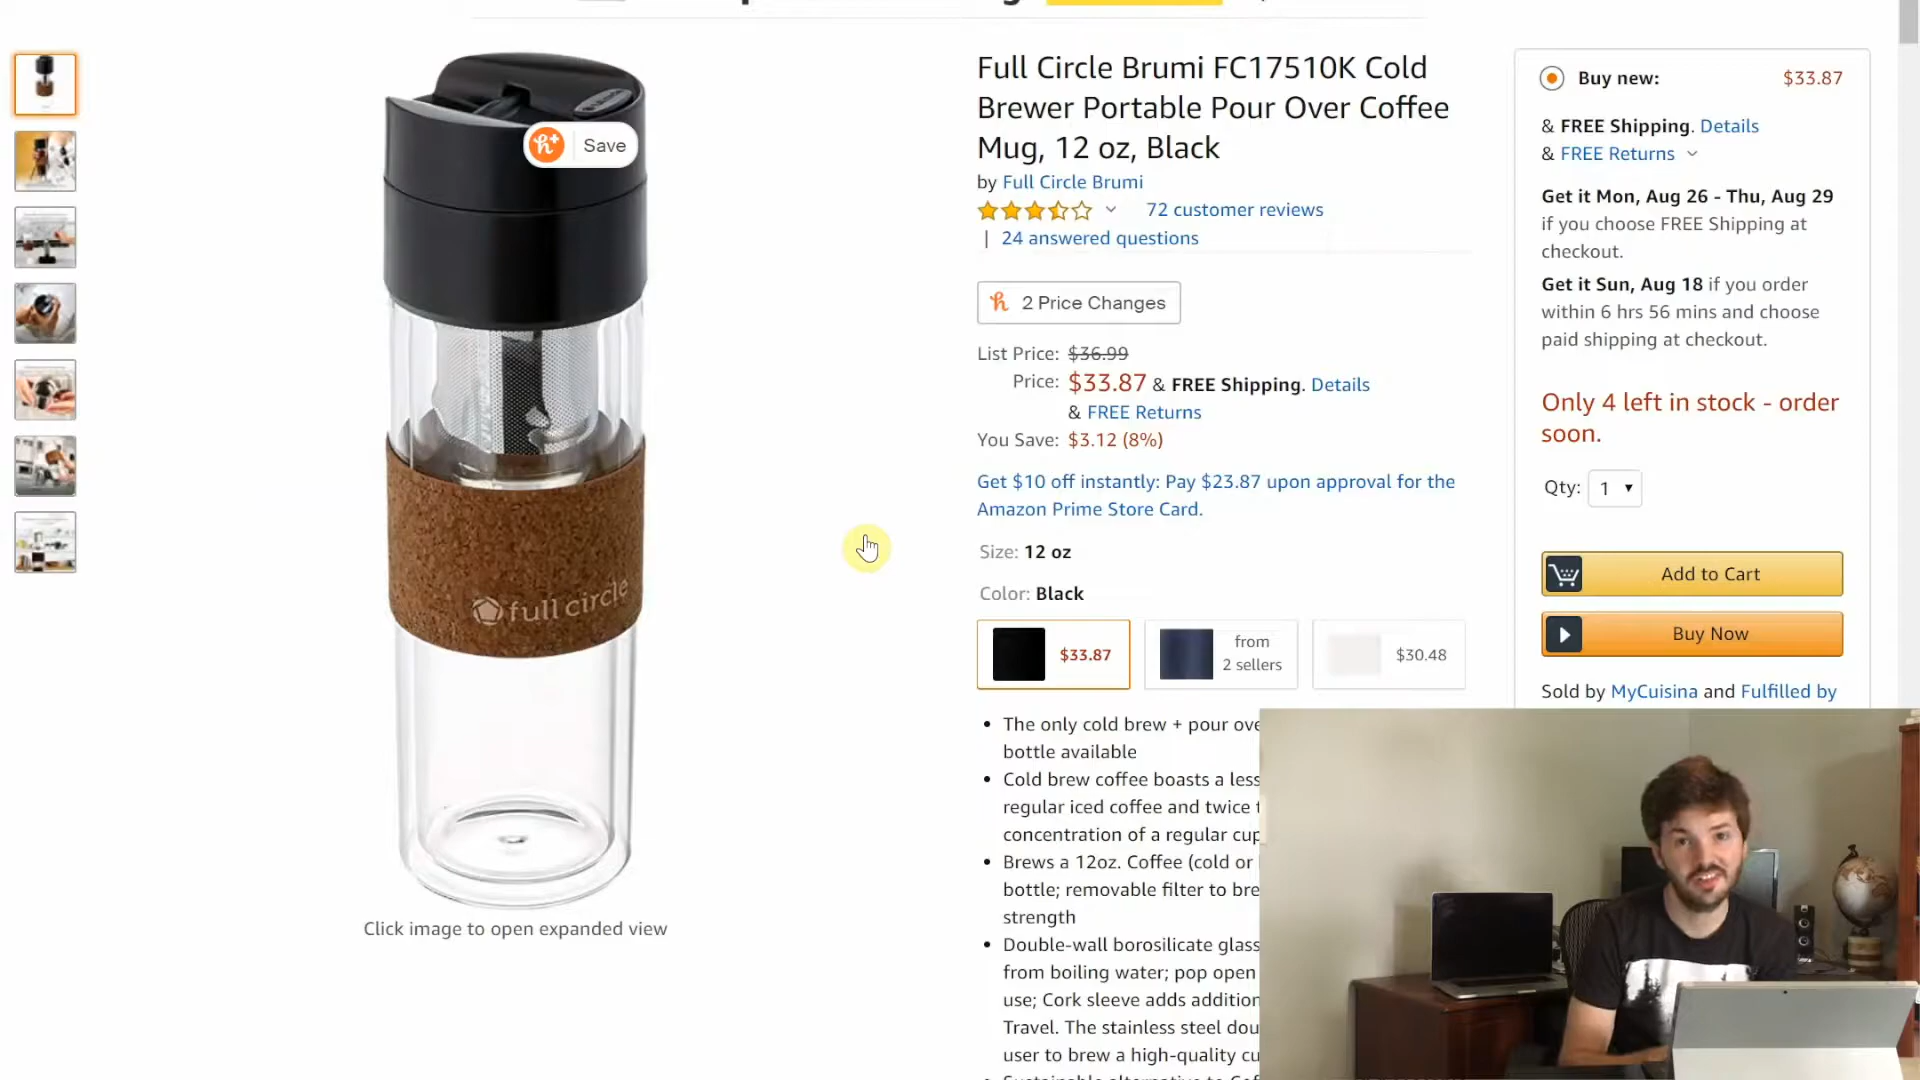 Full Circle Brumi FC17510K Cold
Brewer Portable Pour Over Coffee
Mug, 12 oz, Black
by Full Circle Brumi
72 customer reviews
| 24 answered questions
2 Price Changes
List Price: $36.99
Price: $33.87 & FREE Shipping. Details
& FREE Returns
You Save: $3.12 (8%)
Get $10 off instantly: Pay $23.87 upon approval for the
Amazon Prime Store Card.
Size: 12 oz
Color: Black
$33.87
from
2 sellers
$30.48
The only cold brew + pour ove
bottle available
Cold brew coffee boasts a less
regular iced coffee and twice t
concentration of a regular cup
Brews a 12oz. Coffee (cold or
bottle; removable filter to bre
strength
Double-wall borosilicate glass
from boiling water; pop open
use; Cork sleeve adds addition
Travel. The stainless steel dou
user to brew a high-quality cu
h+ Save
full circle
Click image to open expanded view
Buy new: $33.87
& FREE Shipping. Details
& FREE Returns
Get it Mon, Aug 26 - Thu, Aug 29
if you choose FREE Shipping at
checkout.
Get it Sun, Aug 18 if you order
within 6 hrs 56 mins and choose
paid shipping at checkout.
Only 4 left in stock - order
soon.
Qty: 1
Add to Cart
Buy Now
Sold by MyCuisina and Fulfilled by